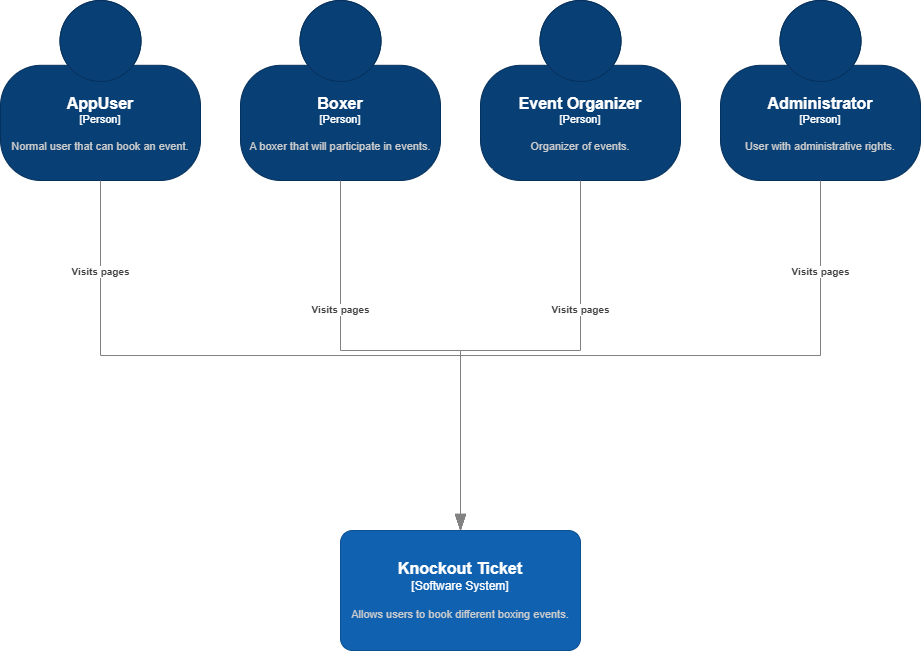 AppUser
[Person]
Normal user that can book an event.
Boxer
[Person]
A boxer that will participate in events.
Event Organizer
[Person]
Organizer of events.
Administrator
[Person]
User with administrative rights.
Visits pages
Visits pages
Visits pages
Visits pages
Knockout Ticket
[Software System]
Allows users to book different boxing events.